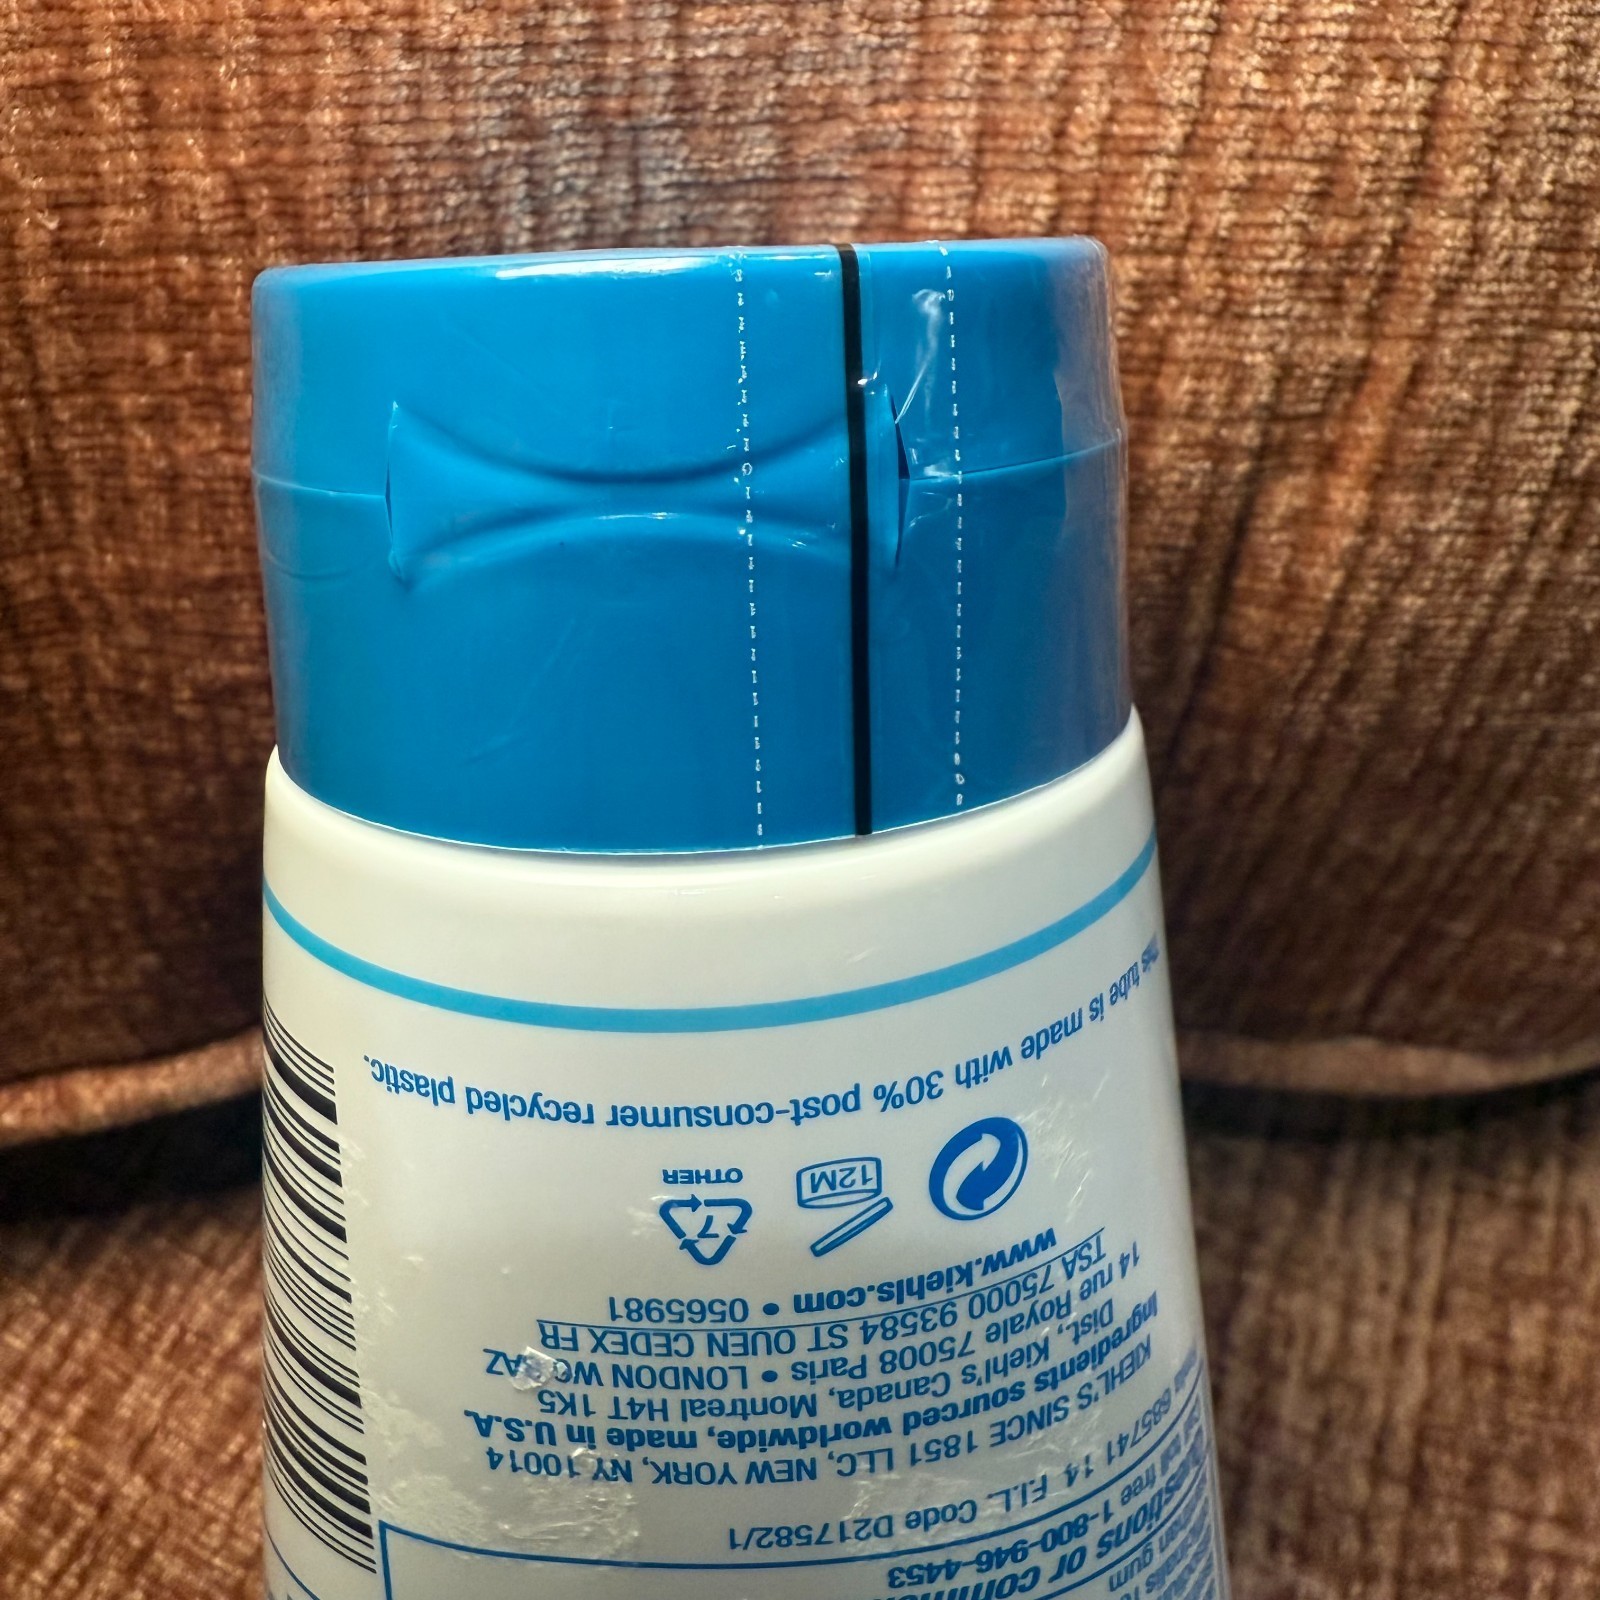 Questions or comme
Call toll free 1-800-946-4453
685741 14 F.I.L. Code D217582/1
KIEHL'S SINCE 1851 LLC, NEW YORK, NY 10014
Ingredients sourced worldwide, made in U.S.A.
Dist, Kiehl's Canada, Montreal H4T 1K5
14 rue Royale 75008 Paris • LONDON
TSA 75000 93584 ST OUEN CEDEX FR
www.kiehls.com • 0565981
12M
7
OTHER
This tube is made with 30% post-consumer recycled plastic.